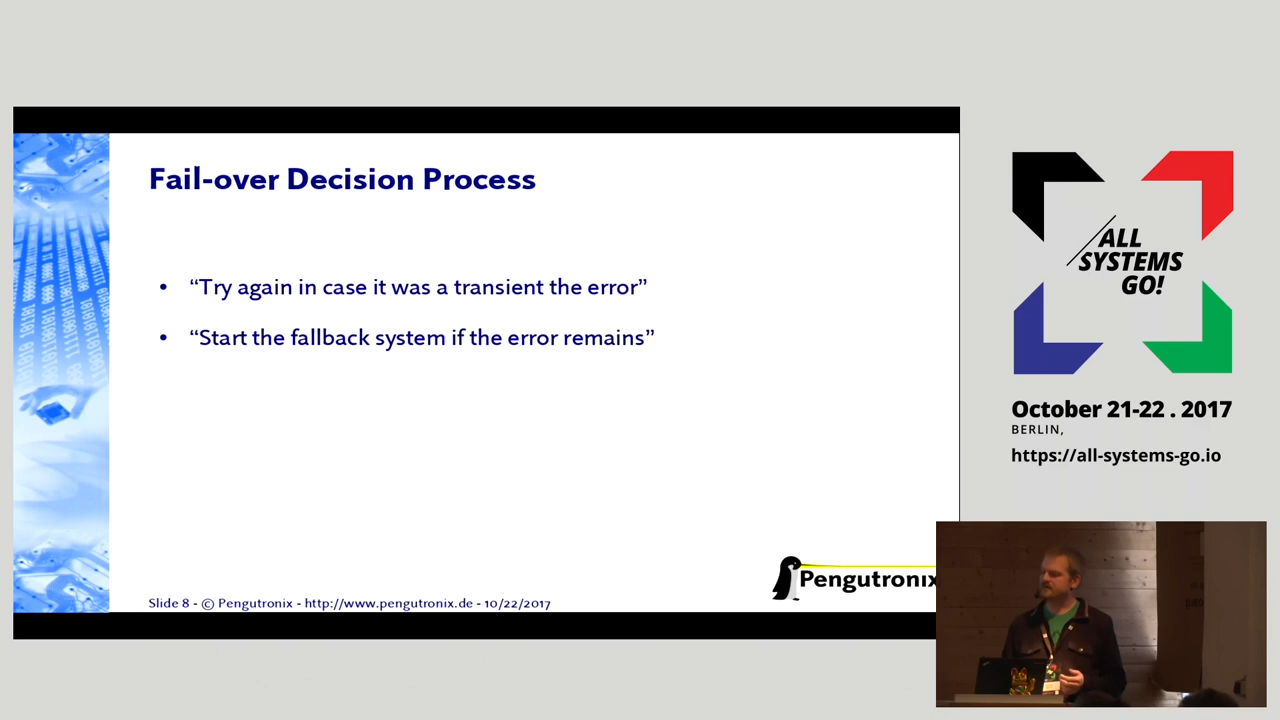 Fail-over Decision Process
• “Try again in case it was a transient the error”
• “Start the fallback system if the error remains”
Slide 8 - © Pengutronix - http://www.pengutronix.de - 10/22/2017
Pengutronix
ALL
SYSTEMS
GO!
October 21-22 . 2017
BERLIN,
https://all-systems-go.io